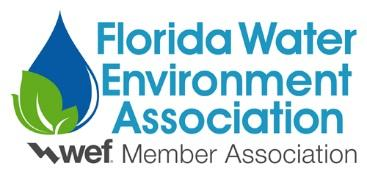 Florida Water
Environment
Association
wef Member Association